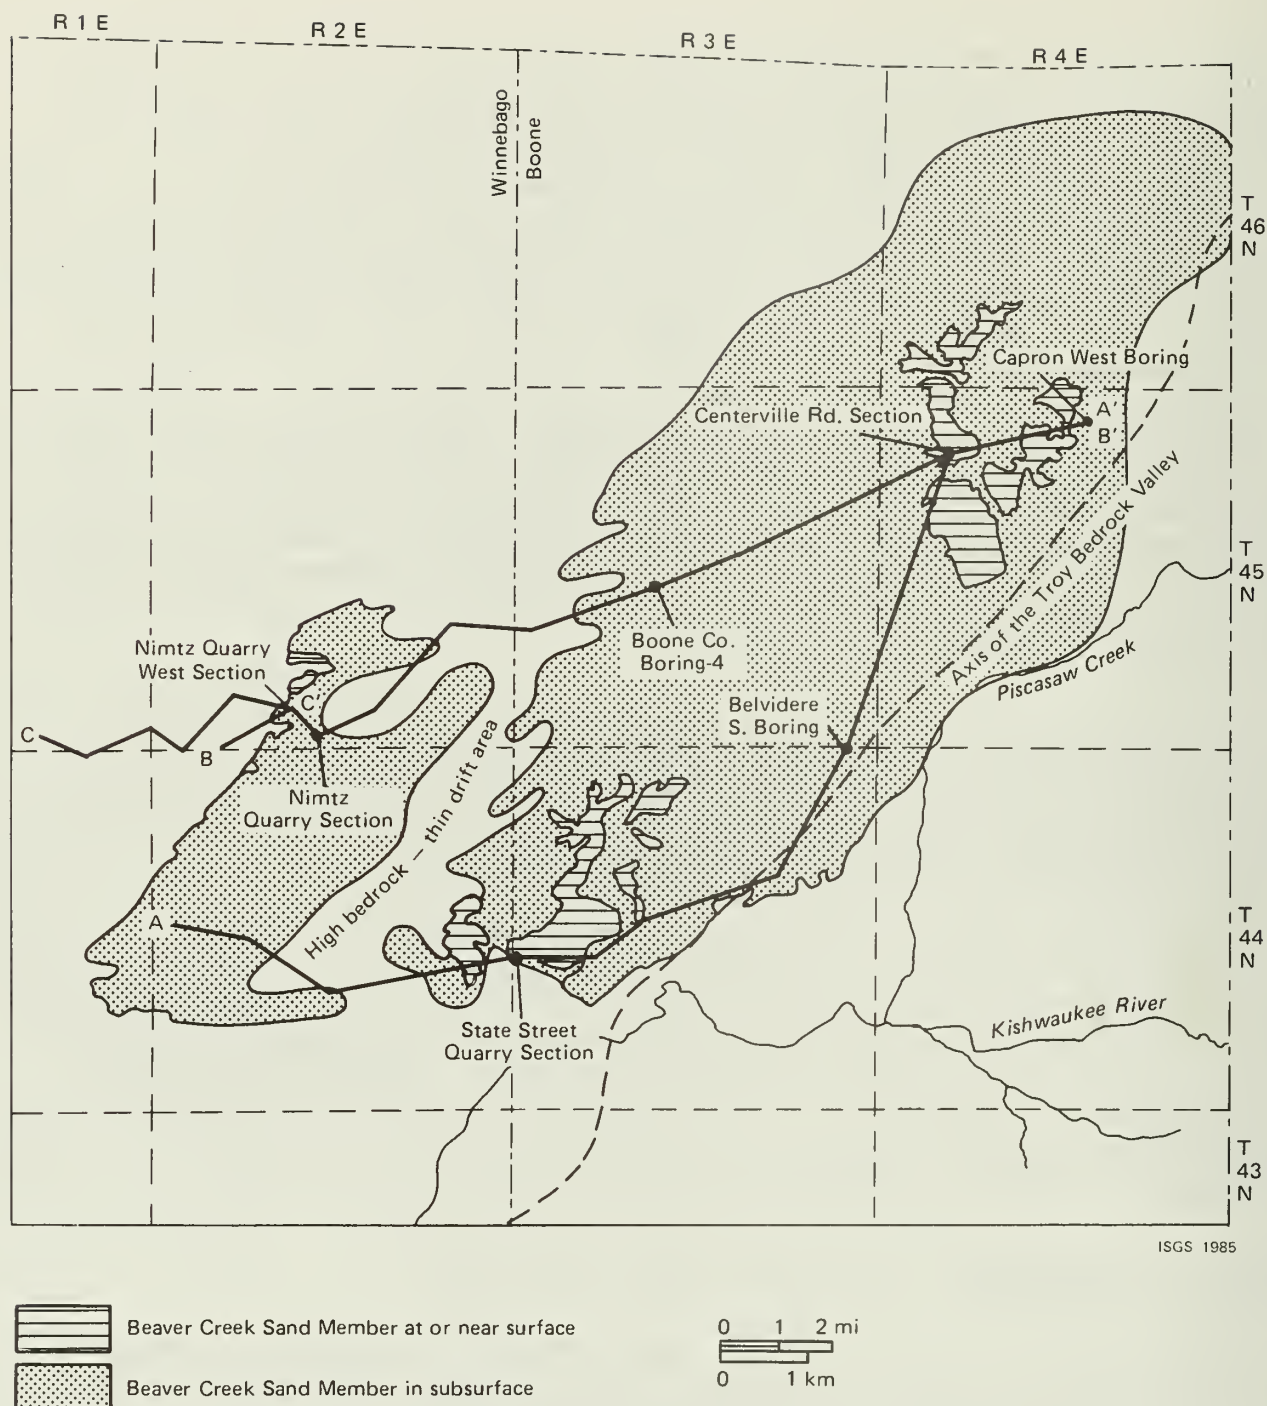 R 1 E
R 2 E
R 3 E
R 4 E
Winnebago
Boone
T
46
N
Capron West Boring
Centerville Rd. Section
A'
B'
Axis of the Troy Bedrock Valley
T
45
N
Boone Co.
Boring-4
Nimtz Quarry
West Section
C'
C
B
Piscasaw Creek
Belvidere
S. Boring
Nimtz
Quarry Section
High bedrock — thin drift area
A
T
44
N
State Street
Quarry Section
Kishwaukee River
T
43
N
ISGS 1985
Beaver Creek Sand Member at or near surface
0 1 2 mi
0 1 km
Beaver Creek Sand Member in subsurface